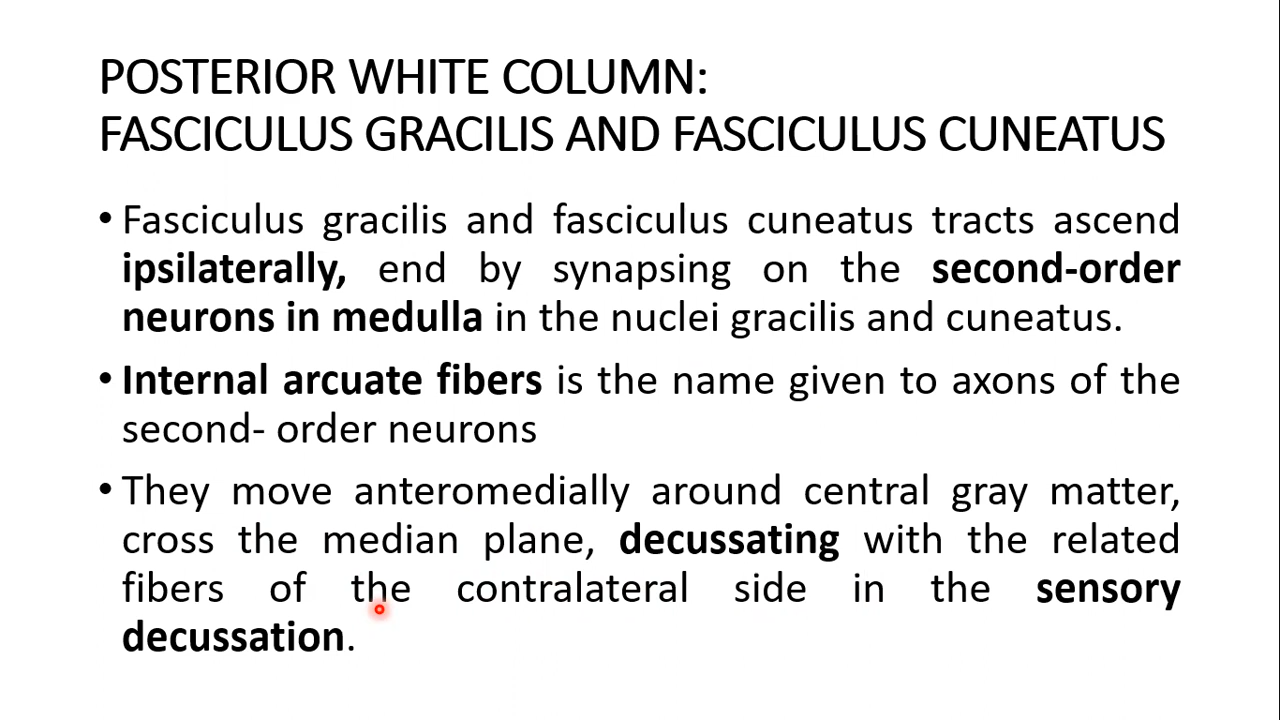 POSTERIOR WHITE COLUMN:
FASCICULUS GRACILIS AND FASCICULUS CUNEATUS
• Fasciculus gracilis and fasciculus cuneatus tracts ascend
ipsilaterally, end by synapsing on the second-order
neurons in medulla in the nuclei gracilis and cuneatus.
• Internal arcuate fibers is the name given to axons of the
second- order neurons
• They move anteromedially around central gray matter,
cross the median plane, decussating with the related
fibers of the contralateral side in the sensory
decussation.